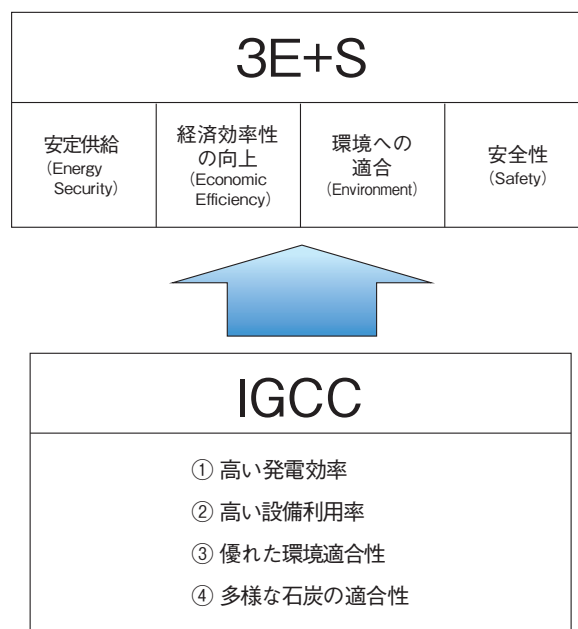 3E+S
安定供給
（Energy
Security）
経済効率性
の向上
（Economic
Efficiency）
環境への
適合
（Environment）
安全性
（Safety）
IGCC
① 高い発電効率
② 高い設備利用率
③ 優れた環境適合性
④ 多様な石炭の適合性